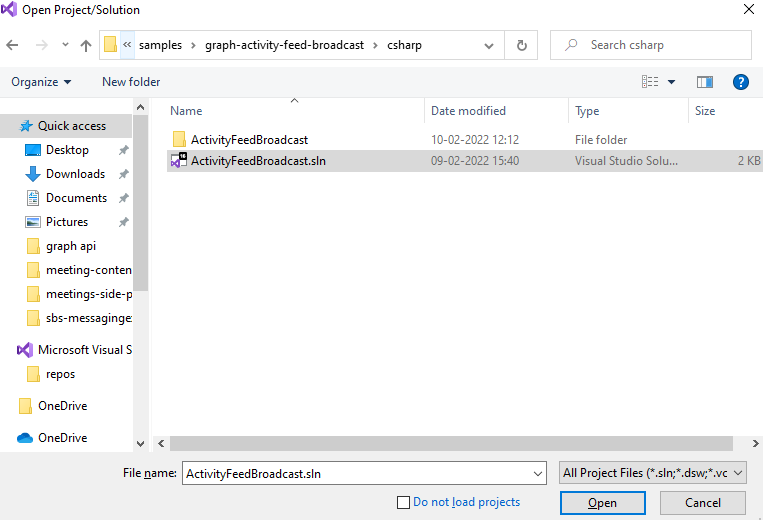 Open Project/Solution
« samples › graph-activity-feed-broadcast › csharp
Search csharp
Organize
New folder
Name Date modified Type Size
Quick access
Desktop
Downloads
Documents
Pictures
graph api
meeting-conten
meetings-side-p
sbs-messagingex
Microsoft Visual S
repos
OneDrive
OneDrive
ActivityFeedBroadcast 10-02-2022 12:12 File folder
ActivityFeedBroadcast.sln 09-02-2022 15:40 Visual Studio Solu... 2 KB
File name: ActivityFeedBroadcast.sln
All Project Files (*.sln;*.dsw;*.vc
Do not load projects
Open
Cancel